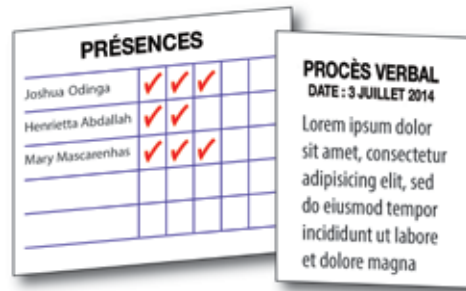 PRÉSENCES
Joshua Odinga
Henrietta Abdallah
Mary Mascarenhas
PROCÈS VERBAL
DATE : 3 JUILLET 2014
Lorem ipsum dolor
sit amet, consectetur
adipisicing elit, sed
do eiusmod tempor
incididunt ut labore
et dolore magna